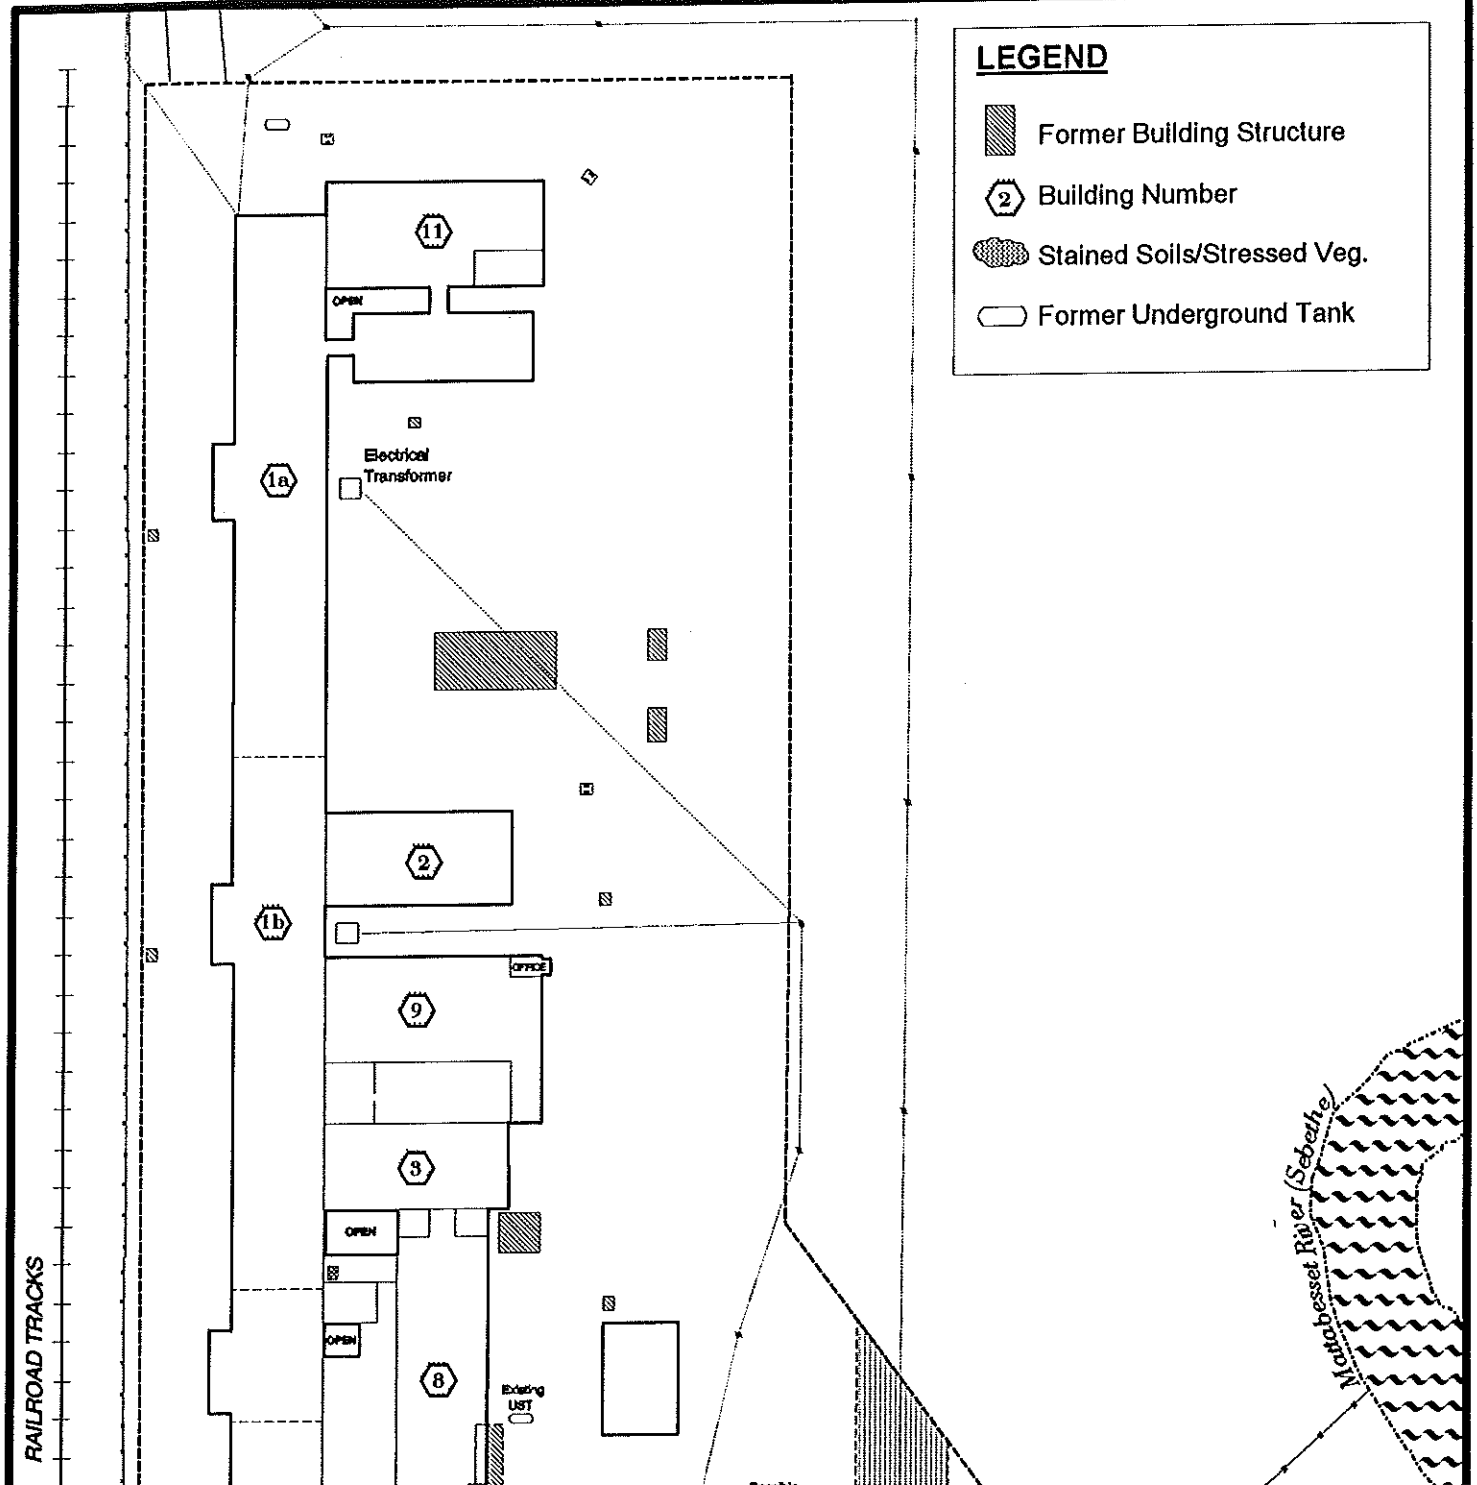 LEGEND
Former Building Structure
2 Building Number
Stained Soils/Stressed Veg.
Former Underground Tank
11
OPEN
Electrical
Transformer
1a
2
1b
OFFICE
9
3
OPEN
OPEN
8
Existing
UST
RAILROAD TRACKS
Mattabesset River (Sebethe)